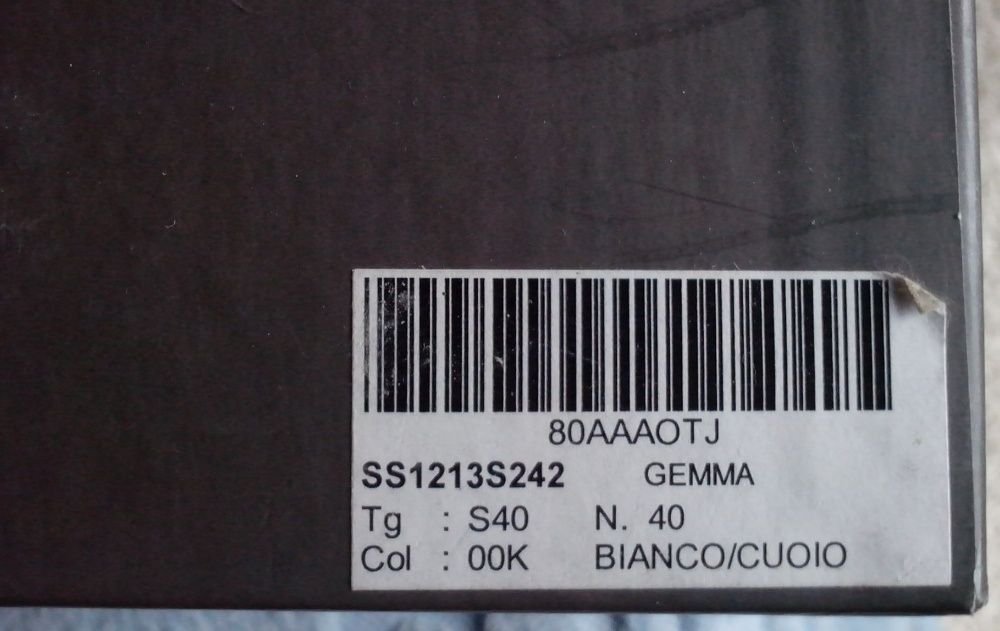 80AAAOTJ
SS1213S242 GEMMA
Tg : S40 N. 40
Col : 00K BIANCO/CUOIO